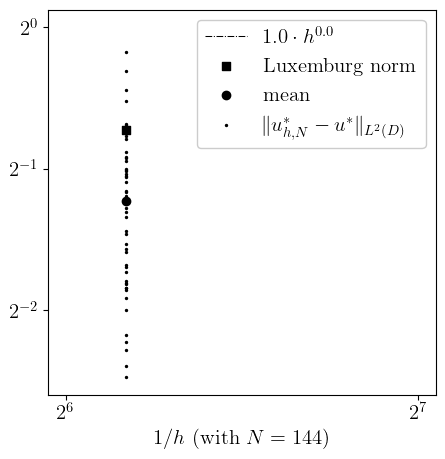 2^0
1.0 · h^{0.0}
Luxemburg norm
mean
‖u^*_{h,N} − u^*‖_{L^2(D)}
2^{-1}
2^{-2}
2^6 2^7
1/h (with N = 144)